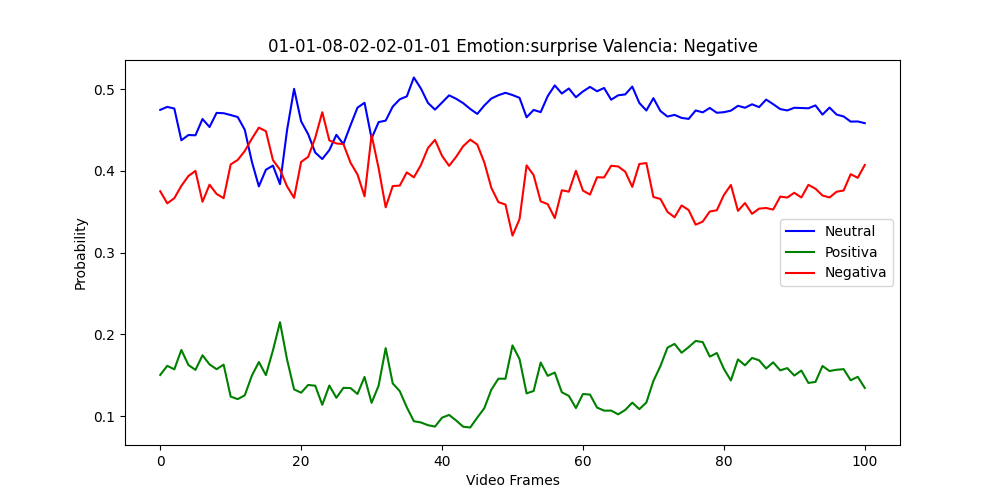 01-01-08-02-02-01-01 Emotion:surprise Valencia: Negative
Probability
0.5
0.4
0.3
0.2
0.1
Neutral
Positiva
Negativa
0 20 40 60 80 100
Video Frames